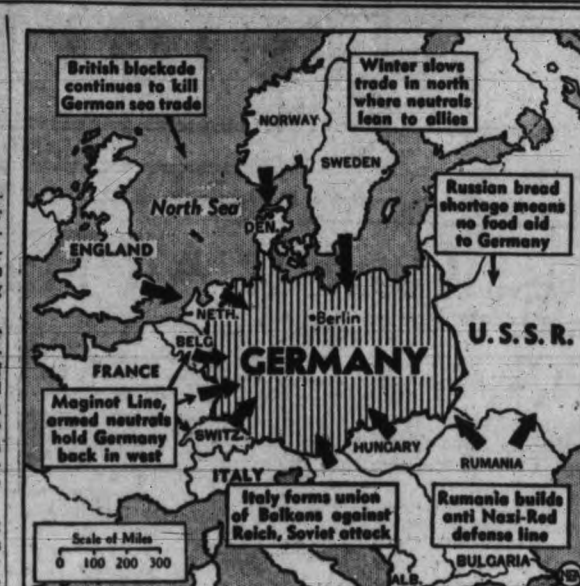 British blockade
continues to kill
German sea trade
Winter slows
trade in north
where neutrals
lean to allies
NORWAY
SWEDEN
Russian bread
shortage means
no food aid
to Germany
North Sea
DEN.
ENGLAND
NETH.
Berlin
U.S.S.R.
BELG.
GERMANY
FRANCE
Maginot Line,
armed neutrals
hold Germany
back in west
SWITZ.
HUNGARY
RUMANIA
ITALY
Italy forms union
of Balkans against
Reich, Soviet attack
Rumania builds
anti Nazi-Red
defense line
Scale of Miles
0 100 200 300
ALB.
BULGARIA